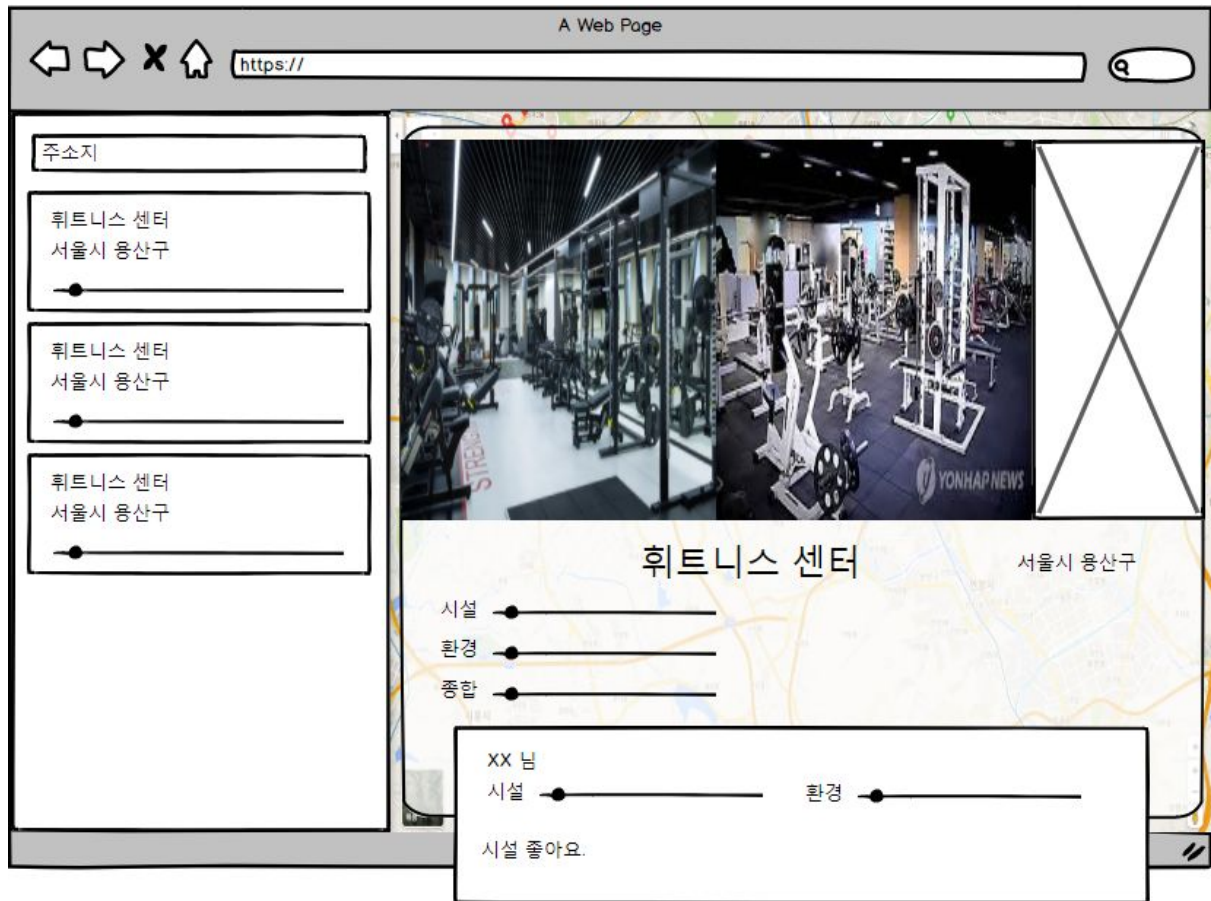 A Web Page
https://
주소지
휘트니스 센터
서울시 용산구
휘트니스 센터
서울시 용산구
휘트니스 센터
서울시 용산구
STRENG
YONHAP NEWS
휘트니스 센터
서울시 용산구
시설
환경
종합
XX 님
시설
환경
시설 좋아요.